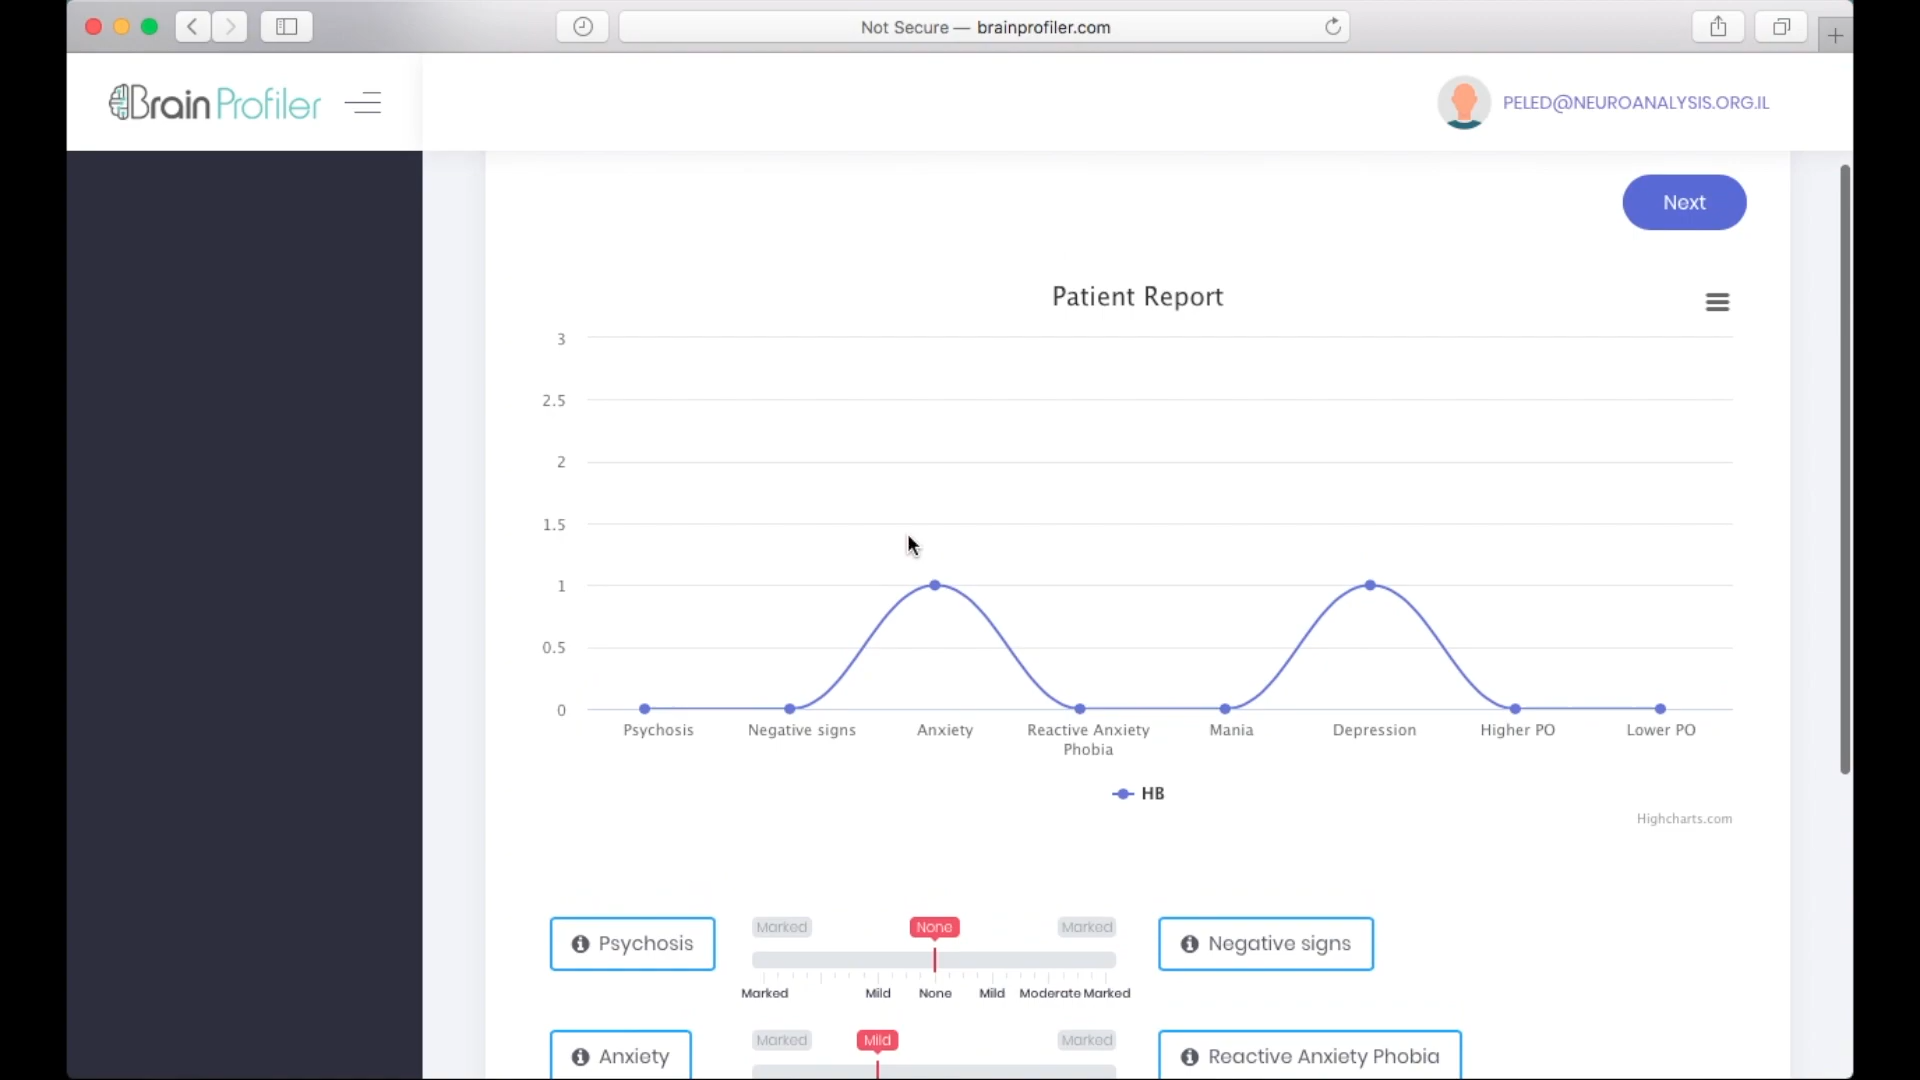 Not Secure — brainprofiler.com
Brain Profiler
PELED@NEUROANALYSIS.ORG.IL
Next
Patient Report
3
2.5
2
1.5
1
0.5
0
Psychosis Negative signs Anxiety Reactive Anxiety Mania Depression Higher PO Lower PO
Phobia
HB
Highcharts.com
Psychosis Marked None Marked Negative signs
Marked Mild None Mild Moderate Marked
Anxiety Marked Mild Marked Reactive Anxiety Phobia